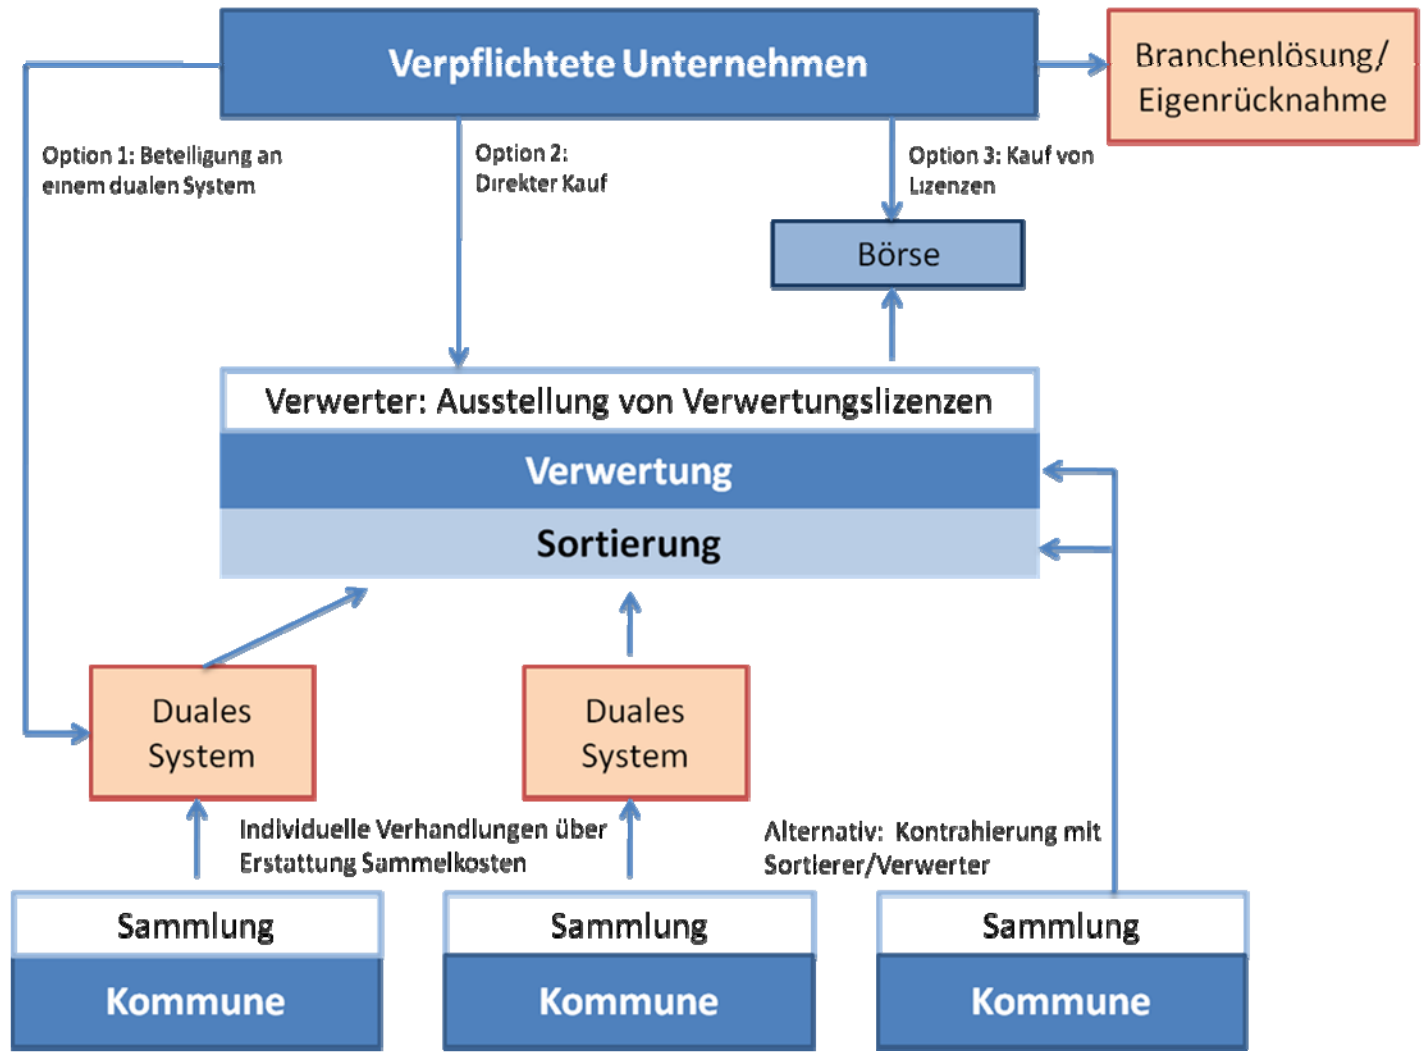 Verpflichtete Unternehmen
Branchenlösung/
Eigenrücknahme
Option 1: Beteiligung an
einem dualen System
Option 2:
Direkter Kauf
Option 3: Kauf von
Lizenzen
Börse
Verwerter: Ausstellung von Verwertungslizenzen
Verwertung
Sortierung
Duales
System
Duales
System
Individuelle Verhandlungen über
Erstattung Sammelkosten
Alternativ: Kontrahierung mit
Sortierer/Verwerter
Sammlung
Kommune
Sammlung
Kommune
Sammlung
Kommune